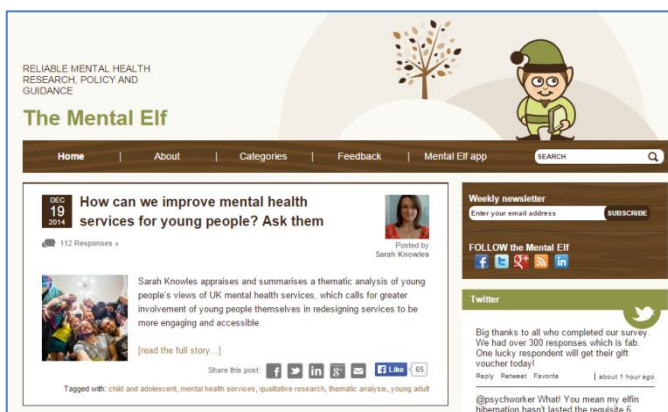 RELIABLE MENTAL HEALTH
RESEARCH, POLICY AND
GUIDANCE
The Mental Elf
Home | About | Categories | Feedback | Mental Elf app
SEARCH
DEC
19
2014
How can we improve mental health
services for young people? Ask them
112 Responses »
Posted by
Sarah Knowles
Sarah Knowles appraises and summarises a thematic analysis of young
people's views of UK mental health services, which calls for greater
involvement of young people themselves in redesigning services to be
more engaging and accessible.
[read the full story…]
Share this post:
Like 65
Tagged with: child and adolescent, mental health services, qualitative research, thematic analysis, young adult
Weekly newsletter
Enter your email address
SUBSCRIBE
FOLLOW the Mental Elf
Twitter
Big thanks to all who completed our survey.
We had over 300 responses which is fab.
One lucky respondent will get their gift
voucher today!
Reply Retweet Favorite | about 1 hour ago
@psychworker What! You mean my elfin
hibernation hasn't lasted the requisite 6